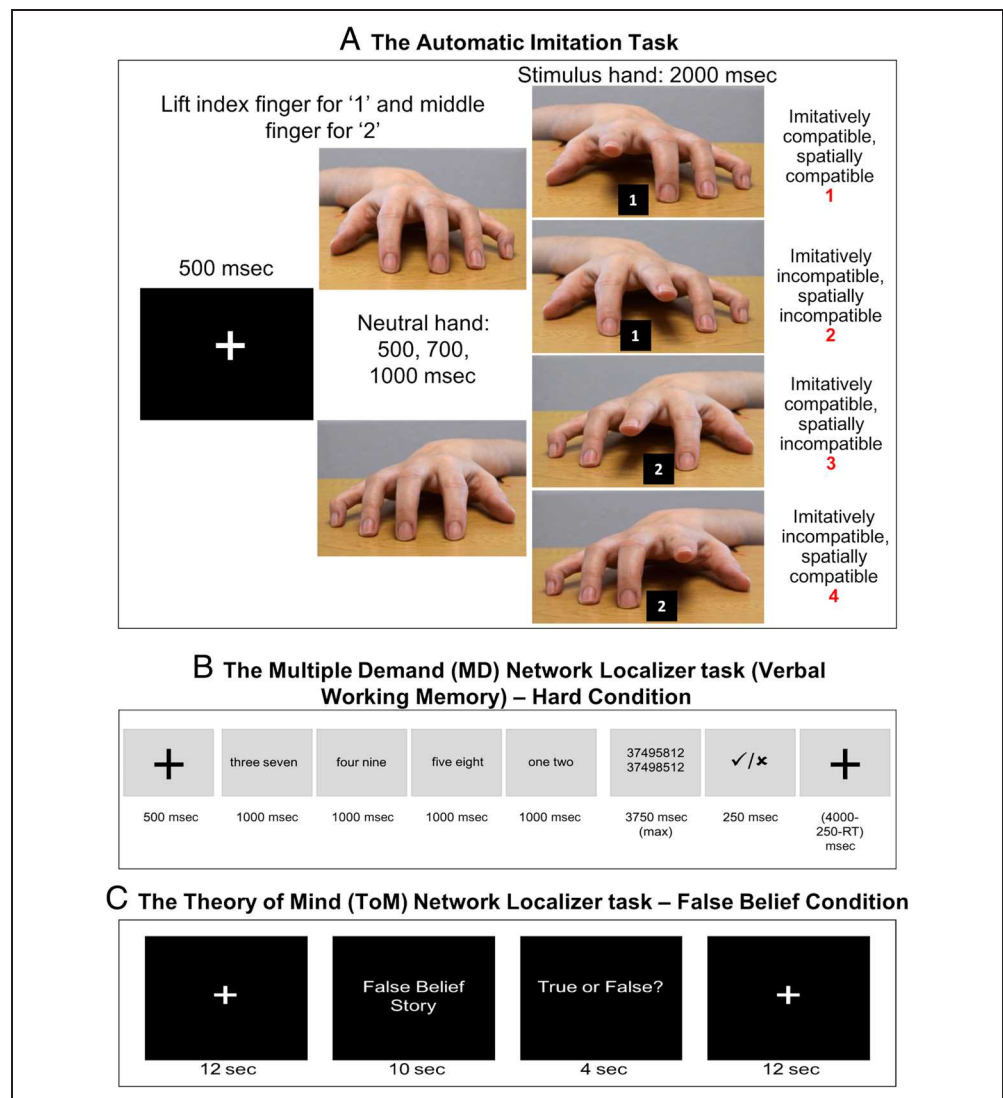 A The Automatic Imitation Task
Lift index finger for '1' and middle
finger for '2'
500 msec
Neutral hand:
500, 700,
1000 msec
Stimulus hand: 2000 msec
1
Imitatively
compatible,
spatially
compatible
1
1
Imitatively
incompatible,
spatially
incompatible
2
2
Imitatively
compatible,
spatially
incompatible
3
2
Imitatively
incompatible,
spatially
compatible
4
B The Multiple Demand (MD) Network Localizer task (Verbal
Working Memory) – Hard Condition
three seven
four nine
five eight
one two
37495812
37498512
✓/✘
500 msec
1000 msec
1000 msec
1000 msec
1000 msec
3750 msec
(max)
250 msec
(4000-
250-RT)
msec
C The Theory of Mind (ToM) Network Localizer task – False Belief Condition
False Belief
Story
True or False?
12 sec
10 sec
4 sec
12 sec